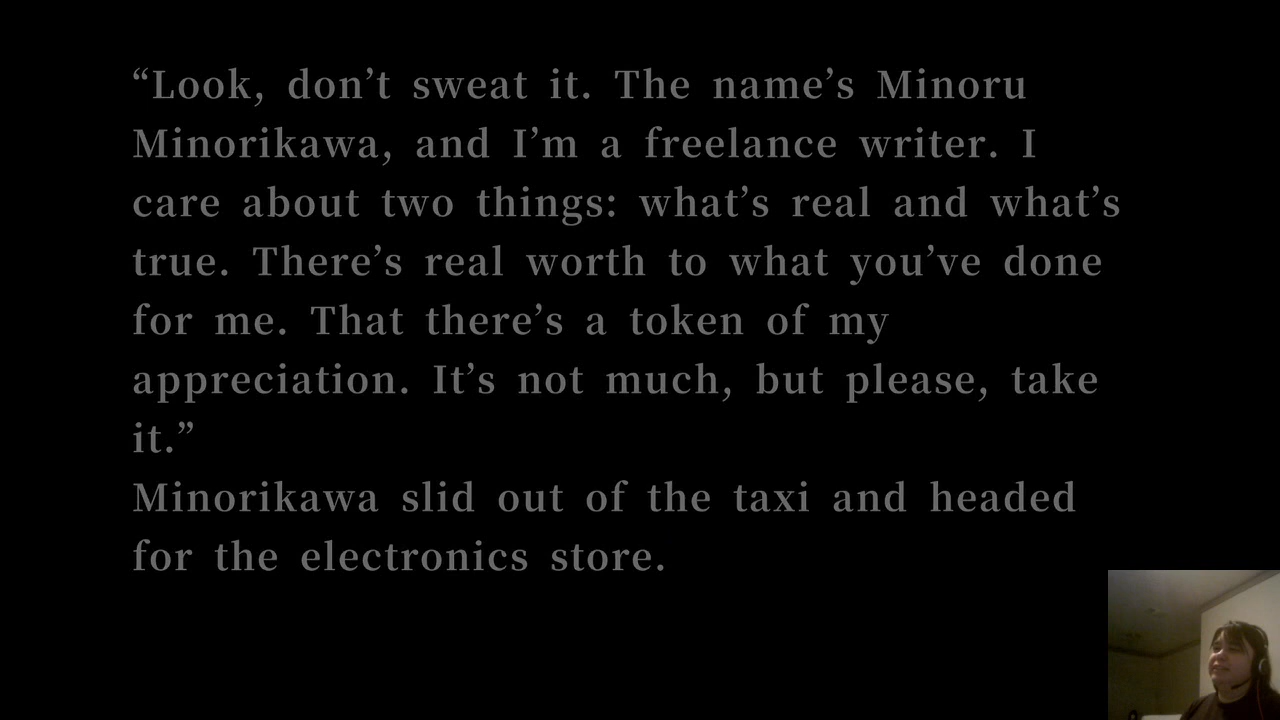 “Look, don’t sweat it. The name’s Minoru
Minorikawa, and I’m a freelance writer. I
care about two things: what’s real and what’s
true. There’s real worth to what you’ve done
for me. That there’s a token of my
appreciation. It’s not much, but please, take
it.”
Minorikawa slid out of the taxi and headed
for the electronics store.